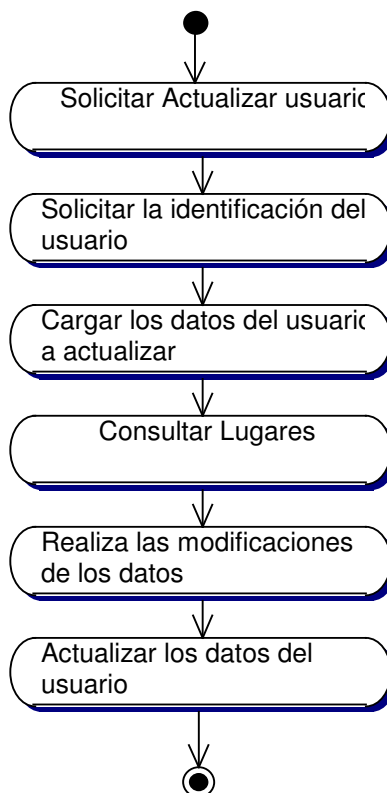 Solicitar Actualizar usuario
Solicitar la identificación del
usuario
Cargar los datos del usuario
a actualizar
Consultar Lugares
Realiza las modificaciones
de los datos
Actualizar los datos del
usuario